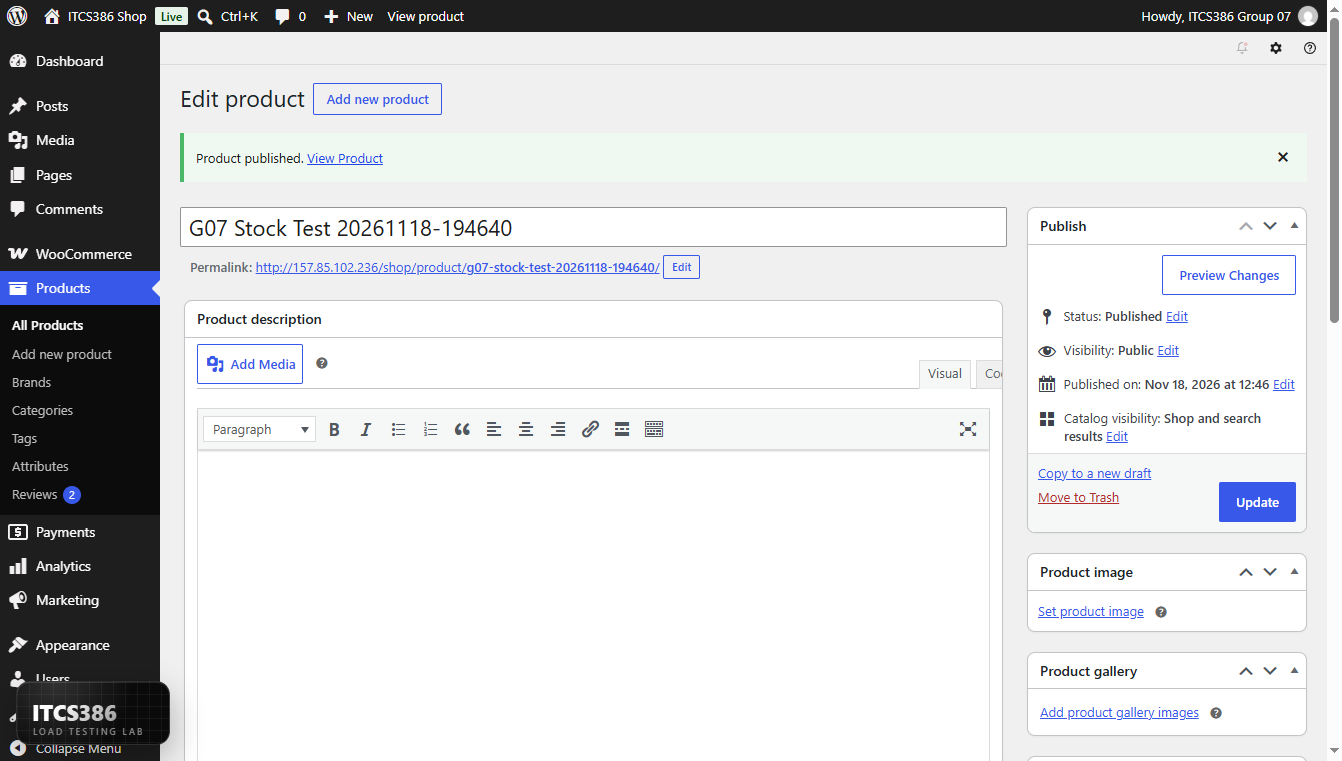 ITCS386 Shop Live Ctrl+K 0 New View product Howdy, ITCS386 Group 07
Dashboard
Posts
Media
Pages
Comments
WooCommerce
Products
All Products
Add new product
Brands
Categories
Tags
Attributes
Reviews 2
Payments
Analytics
Marketing
Appearance
Users
ITCS386
LOAD TESTING LAB
Collapse Menu
Edit product Add new product
Product published. View Product
G07 Stock Test 20261118-194640
Permalink: http://157.85.102.236/shop/product/g07-stock-test-20261118-194640/ Edit
Product description
Add Media
Visual Coc
Paragraph
Publish
Preview Changes
Status: Published Edit
Visibility: Public Edit
Published on: Nov 18, 2026 at 12:46 Edit
Catalog visibility: Shop and search
results Edit
Copy to a new draft
Move to Trash
Update
Product image
Set product image
Product gallery
Add product gallery images